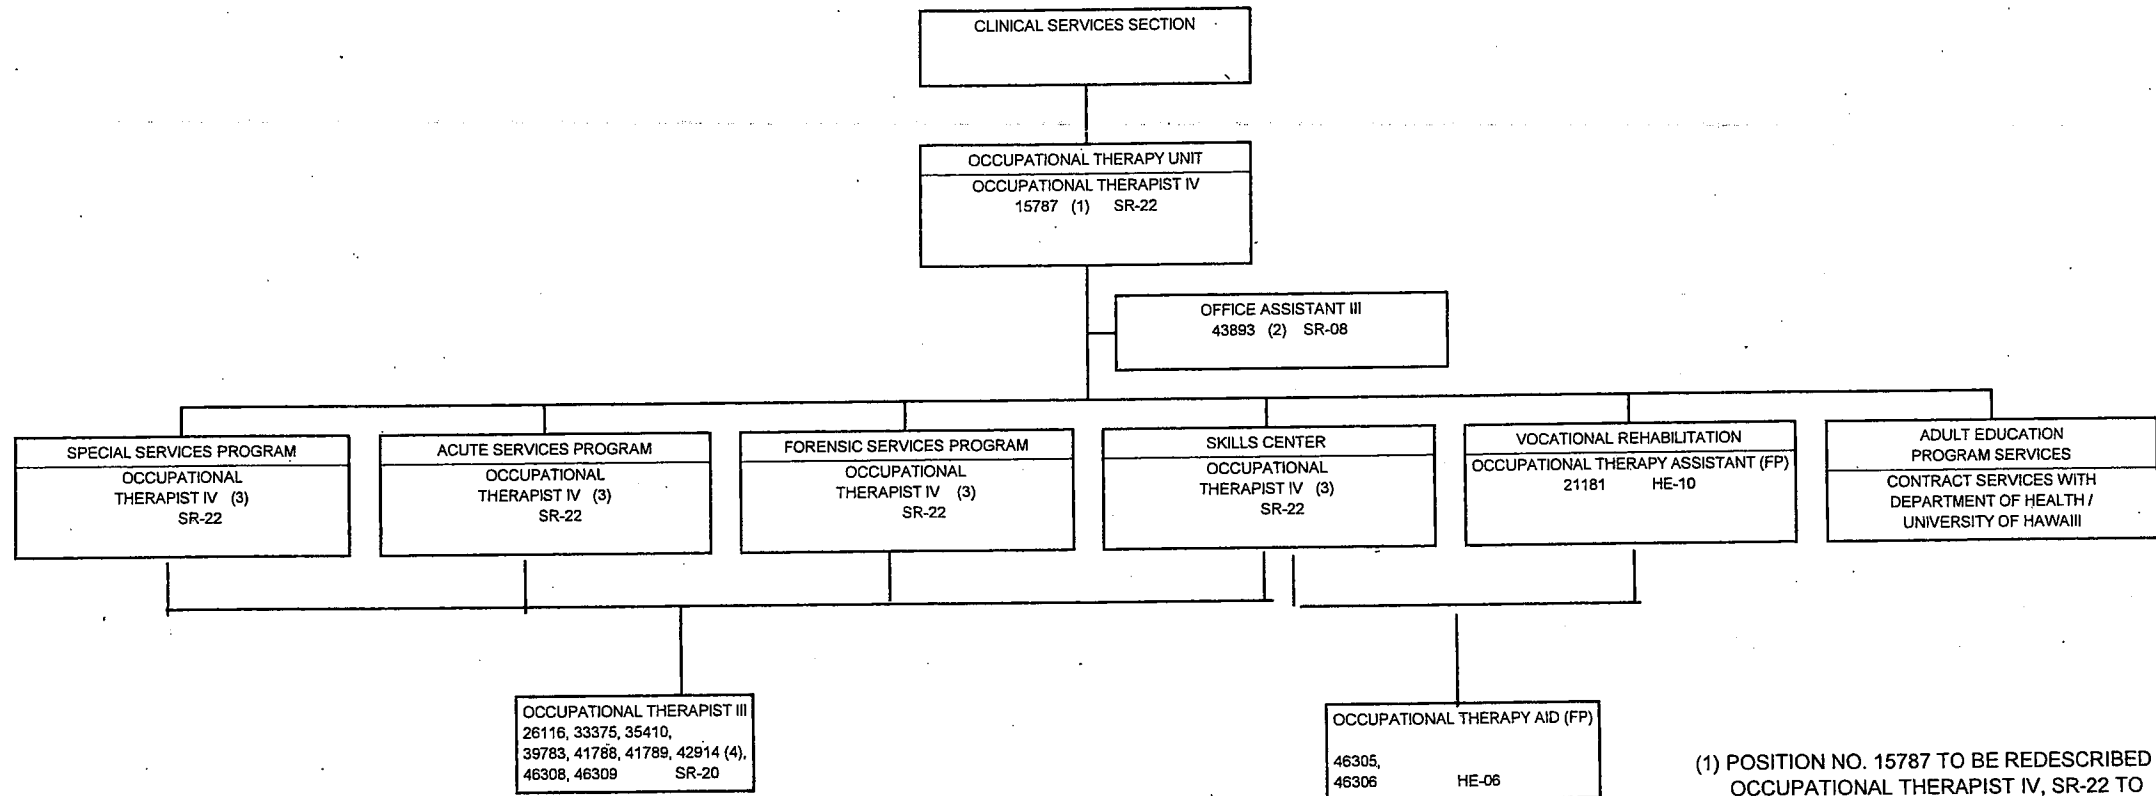 CLINICAL SERVICES SECTION
OCCUPATIONAL THERAPY UNIT
OCCUPATIONAL THERAPIST IV
15787 (1) SR-22
OFFICE ASSISTANT III
43893 (2) SR-08
SPECIAL SERVICES PROGRAM
OCCUPATIONAL
THERAPIST IV (3)
SR-22
ACUTE SERVICES PROGRAM
OCCUPATIONAL
THERAPIST IV (3)
SR-22
FORENSIC SERVICES PROGRAM
OCCUPATIONAL
THERAPIST IV (3)
SR-22
SKILLS CENTER
OCCUPATIONAL
THERAPIST IV (3)
SR-22
VOCATIONAL REHABILITATION
OCCUPATIONAL THERAPY ASSISTANT (FP)
21181 HE-10
ADULT EDUCATION
PROGRAM SERVICES
CONTRACT SERVICES WITH
DEPARTMENT OF HEALTH /
UNIVERSITY OF HAWAIII
OCCUPATIONAL THERAPIST III
26116, 33375, 35410,
39783, 41788, 41789, 42914 (4),
46308, 46309 SR-20
OCCUPATIONAL THERAPY AID (FP)
46305,
46306 HE-06
(1) POSITION NO. 15787 TO BE REDESCRIBED
OCCUPATIONAL THERAPIST IV, SR-22 TO